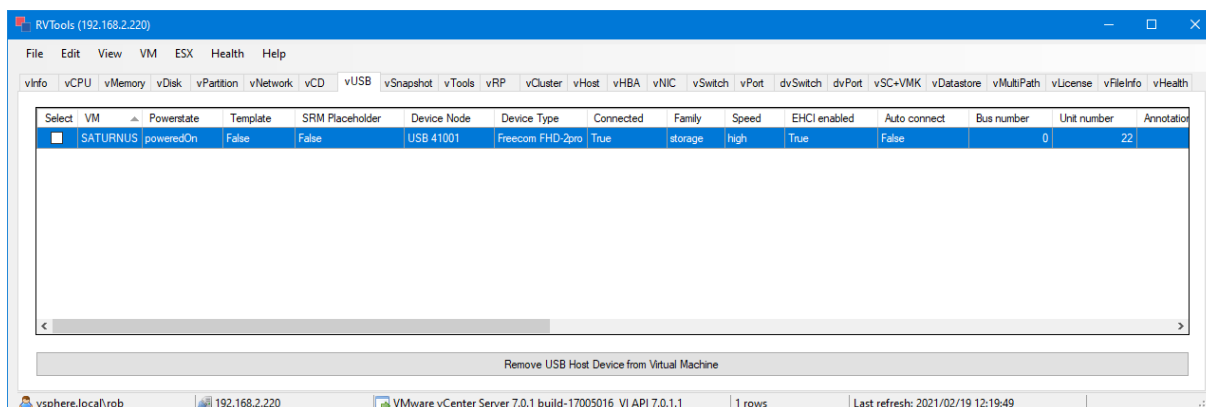 RVTools (192.168.2.220)
File Edit View VM ESX Health Help
vInfo vCPU vMemory vDisk vPartition vNetwork vCD vUSB vSnapshot vTools vRP vCluster vHost vHBA vNIC vSwitch vPort dvSwitch dvPort vSC+VMK vDatastore vMultiPath vLicense vFileInfo vHealth
Select VM Powerstate Template SRM Placeholder Device Node Device Type Connected Family Speed EHCI enabled Auto connect Bus number Unit number Annotation
SATURNUS poweredOn False False USB 41001 Freecom FHD-2pro True storage high True False 0 22
Remove USB Host Device from Virtual Machine
vsphere.local\rob 192.168.2.220 VMware vCenter Server 7.0.1 build-17005016 VI API 7.0.1.1 1 rows Last refresh: 2021/02/19 12:19:49